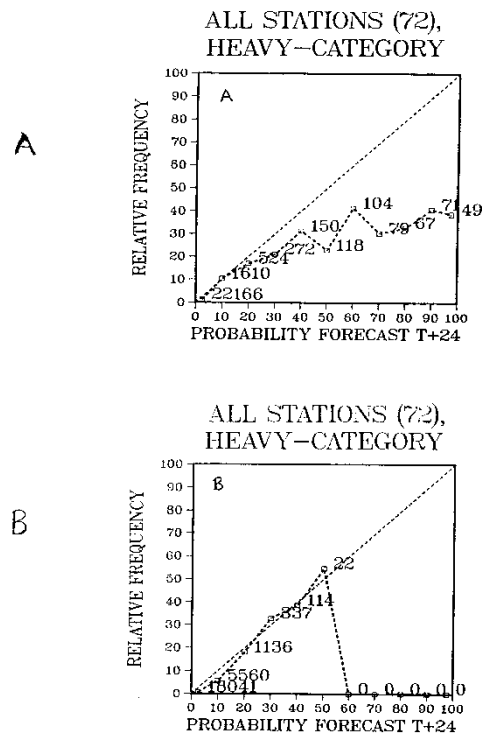 ALL STATIONS (72),
HEAVY-CATEGORY
A
A
RELATIVE FREQUENCY
100
90
80
70
60
50
40
30
20
10
0
22166
1610
524
272
150
118
104
79
67
71
49
0 10 20 30 40 50 60 70 80 90 100
PROBABILITY FORECAST T+24
ALL STATIONS (72),
HEAVY-CATEGORY
B
B
RELATIVE FREQUENCY
100
90
80
70
60
50
40
30
20
10
0
18041
5560
1136
337
114
22
0 0 0 0 0
0 10 20 30 40 50 60 70 80 90 100
PROBABILITY FORECAST T+24